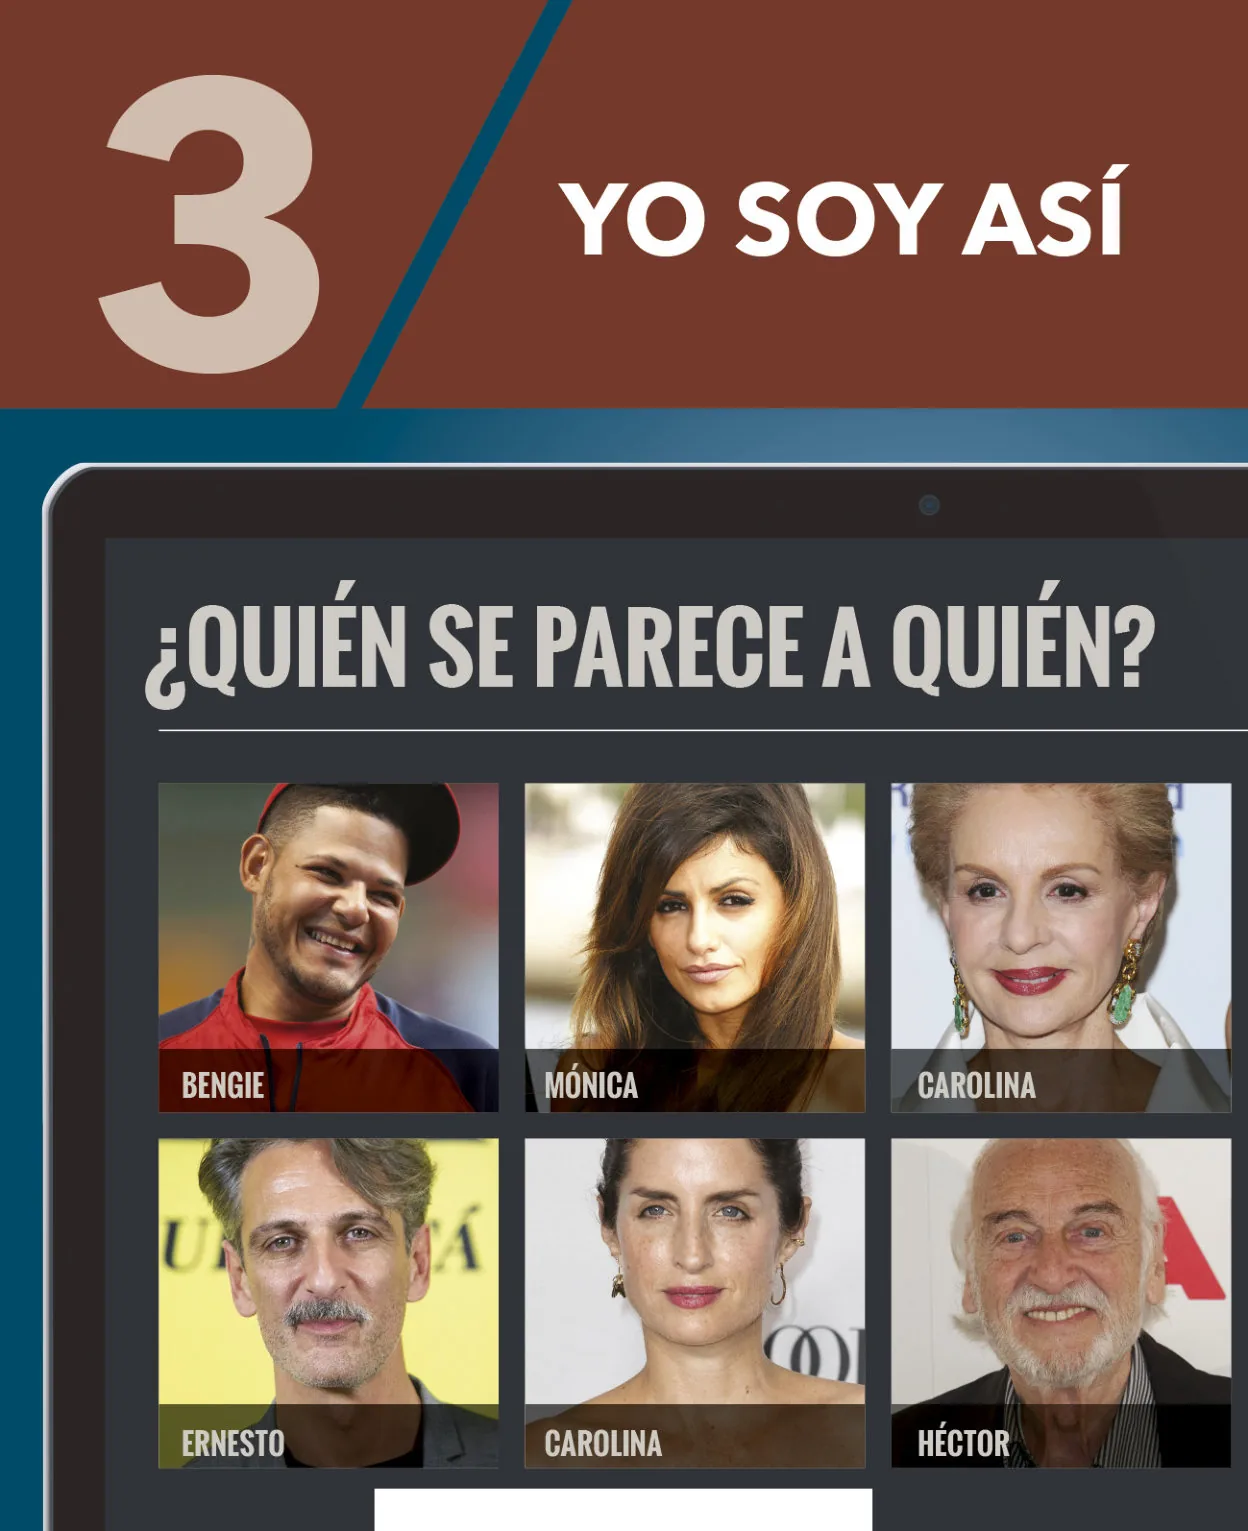 3
YO SOY ASÍ
¿QUIÉN SE PARECE A QUIÉN?
BENGIE
MÓNICA
CAROLINA
ERNESTO
CAROLINA
HÉCTOR